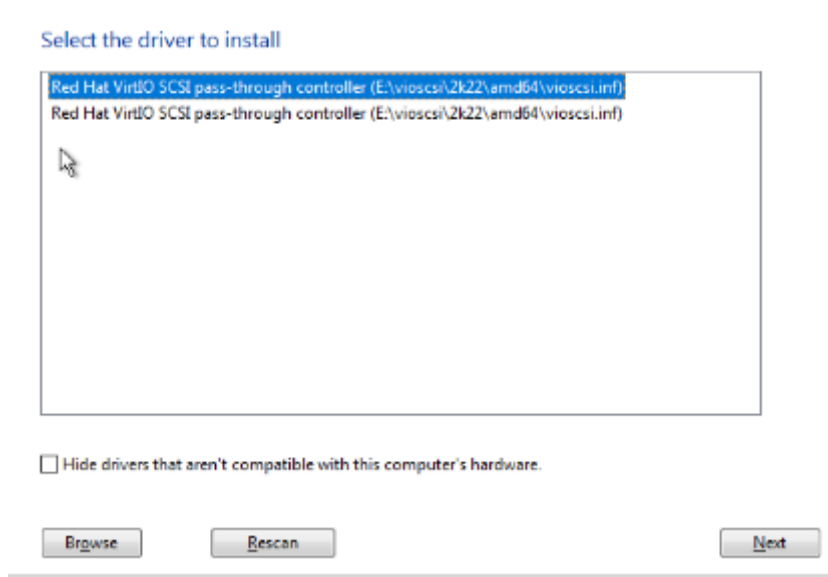 Select the driver to install
Red Hat VirtIO SCSI pass-through controller (E:\vioscsi\2k22\amd64\vioscsi.inf)
Red Hat VirtIO SCSI pass-through controller (E:\vioscsi\2k22\amd64\vioscsi.inf)
Hide drivers that aren't compatible with this computer's hardware.
Browse
Rescan
Next